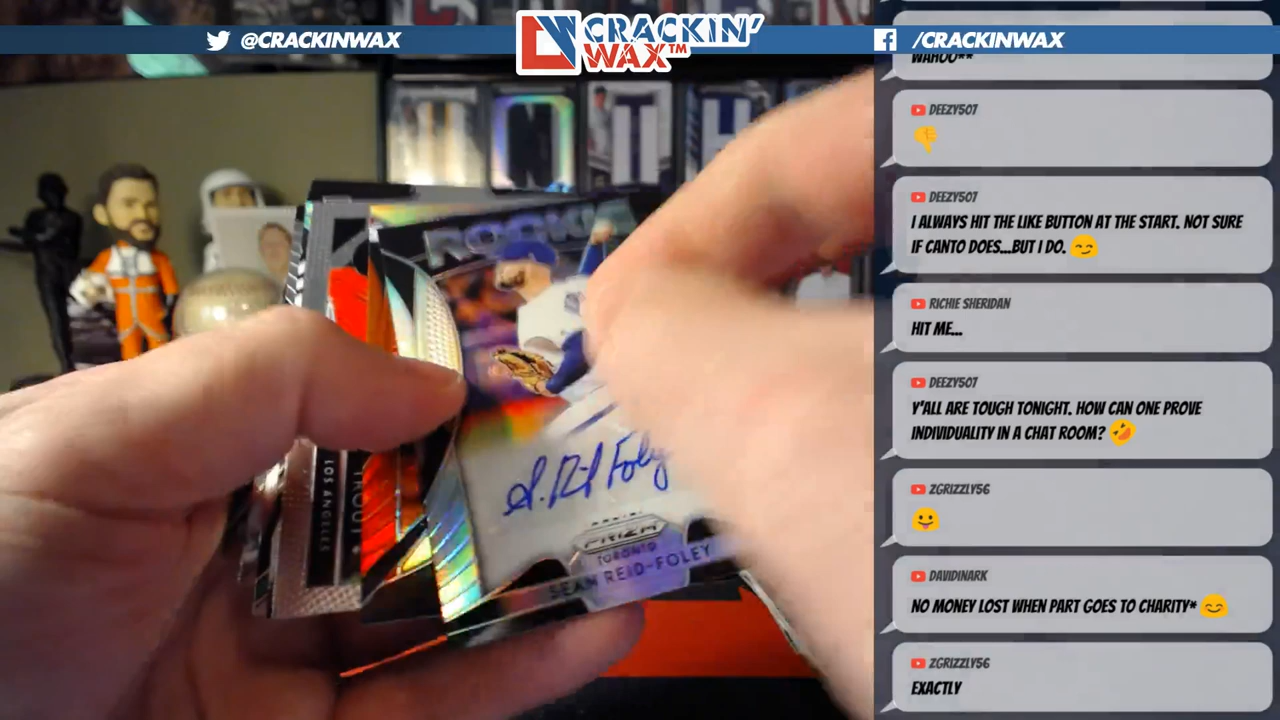 @CRACKINWAX
CRACKIN'
WAX™
/CRACKINWAX
WAHOO**
DEEZY507
👎
DEEZY507
I ALWAYS HIT THE LIKE BUTTON AT THE START. NOT SURE
IF CANTO DOES...BUT I DO. 😏
RICHIE SHERIDAN
HIT ME...
DEEZY507
Y'ALL ARE TOUGH TONIGHT. HOW CAN ONE PROVE
INDIVIDUALITY IN A CHAT ROOM? 🤣
ZGRIZZLY56
😛
DAVIDINARK
NO MONEY LOST WHEN PART GOES TO CHARITY* 😊
ZGRIZZLY56
EXACTLY
ROOKIE
S. Reid Foley
PRIZM
TORONTO
SEAN REID-FOLEY
TROUT
LOS ANGELES